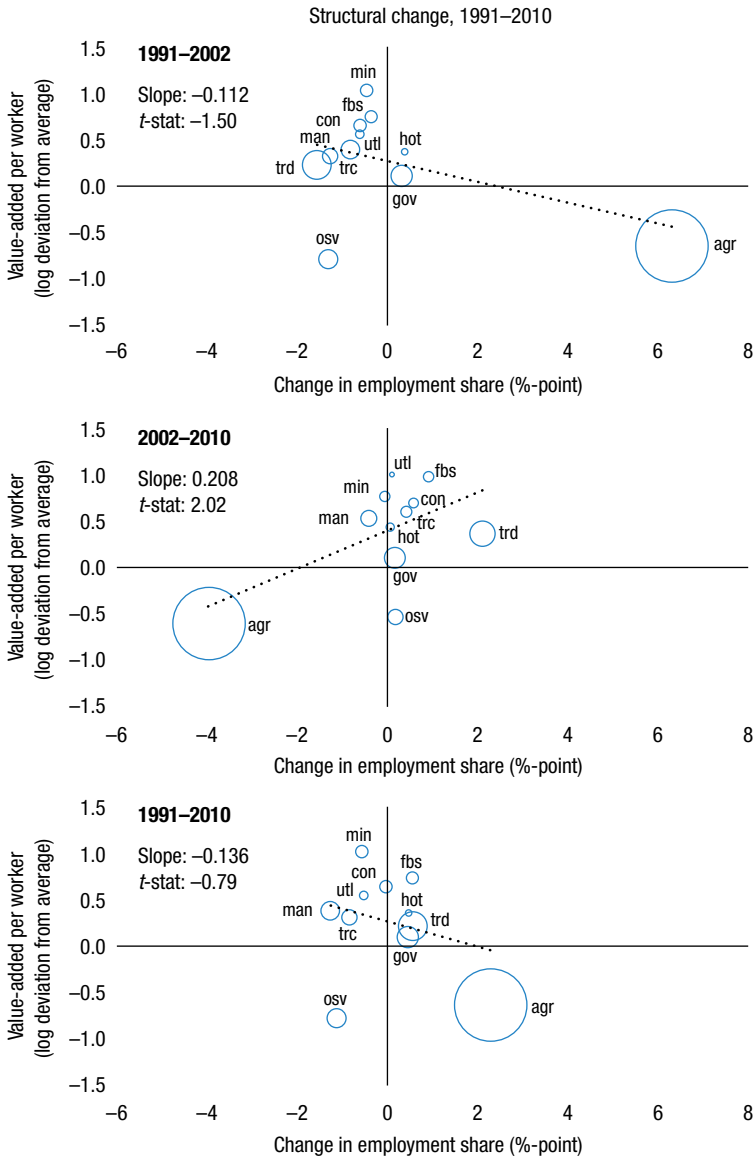 Structural change, 1991–2010
1991–2002
Slope: –0.112
t-stat: –1.50
Value-added per worker
(log deviation from average)
1.5
1.0
0.5
0.0
–0.5
–1.0
–1.5
min
fbs
con
man
utl
hot
trd
trc
gov
osv
agr
–6
–4
–2
0
2
4
6
8
Change in employment share (%-point)
2002–2010
Slope: 0.208
t-stat: 2.02
Value-added per worker
(log deviation from average)
1.5
1.0
0.5
0.0
–0.5
–1.0
–1.5
utl
fbs
min
con
man
trc
hot
trd
gov
osv
agr
–6
–4
–2
0
2
4
6
8
Change in employment share (%-point)
1991–2010
Slope: –0.136
t-stat: –0.79
Value-added per worker
(log deviation from average)
1.5
1.0
0.5
0.0
–0.5
–1.0
–1.5
min
con
fbs
utl
hot
man
trd
trc
gov
osv
agr
–6
–4
–2
0
2
4
6
8
Change in employment share (%-point)